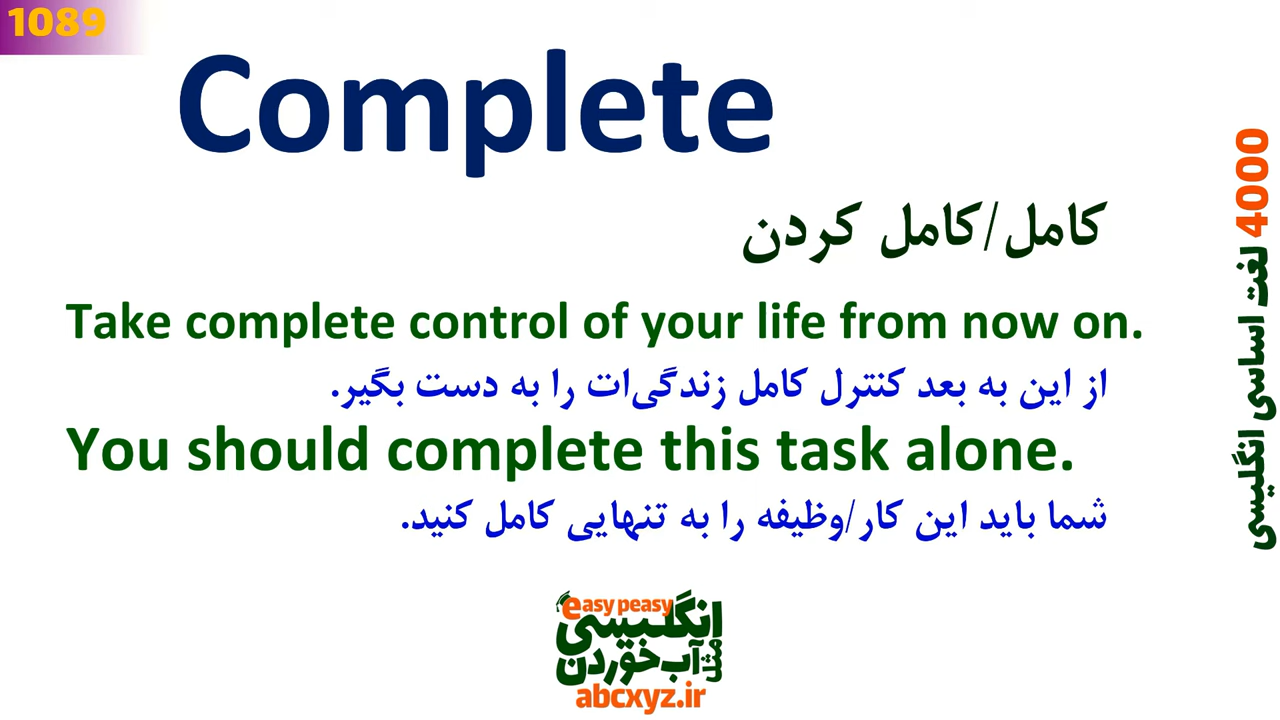 1089
Complete
کامل/کامل کردن
Take complete control of your life from now on.
از این به بعد کنترل کامل زندگی‌ات را به دست بگیر.
You should complete this task alone.
شما باید این کار/وظیفه را به تنهایی کامل کنید.
4000 لغت اساسی انگلیسی
easy peasy
انگلیسی
مثل آب خوردن
abcxyz.ir